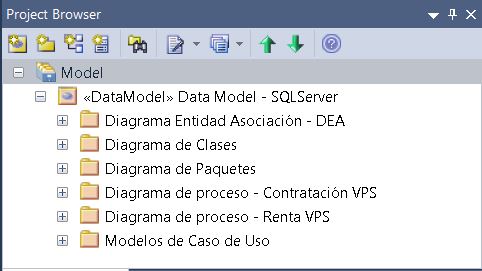 Project Browser
Model
«DataModel» Data Model - SQLServer
Diagrama Entidad Asociación - DEA
Diagrama de Clases
Diagrama de Paquetes
Diagrama de proceso - Contratación VPS
Diagrama de proceso - Renta VPS
Modelos de Caso de Uso